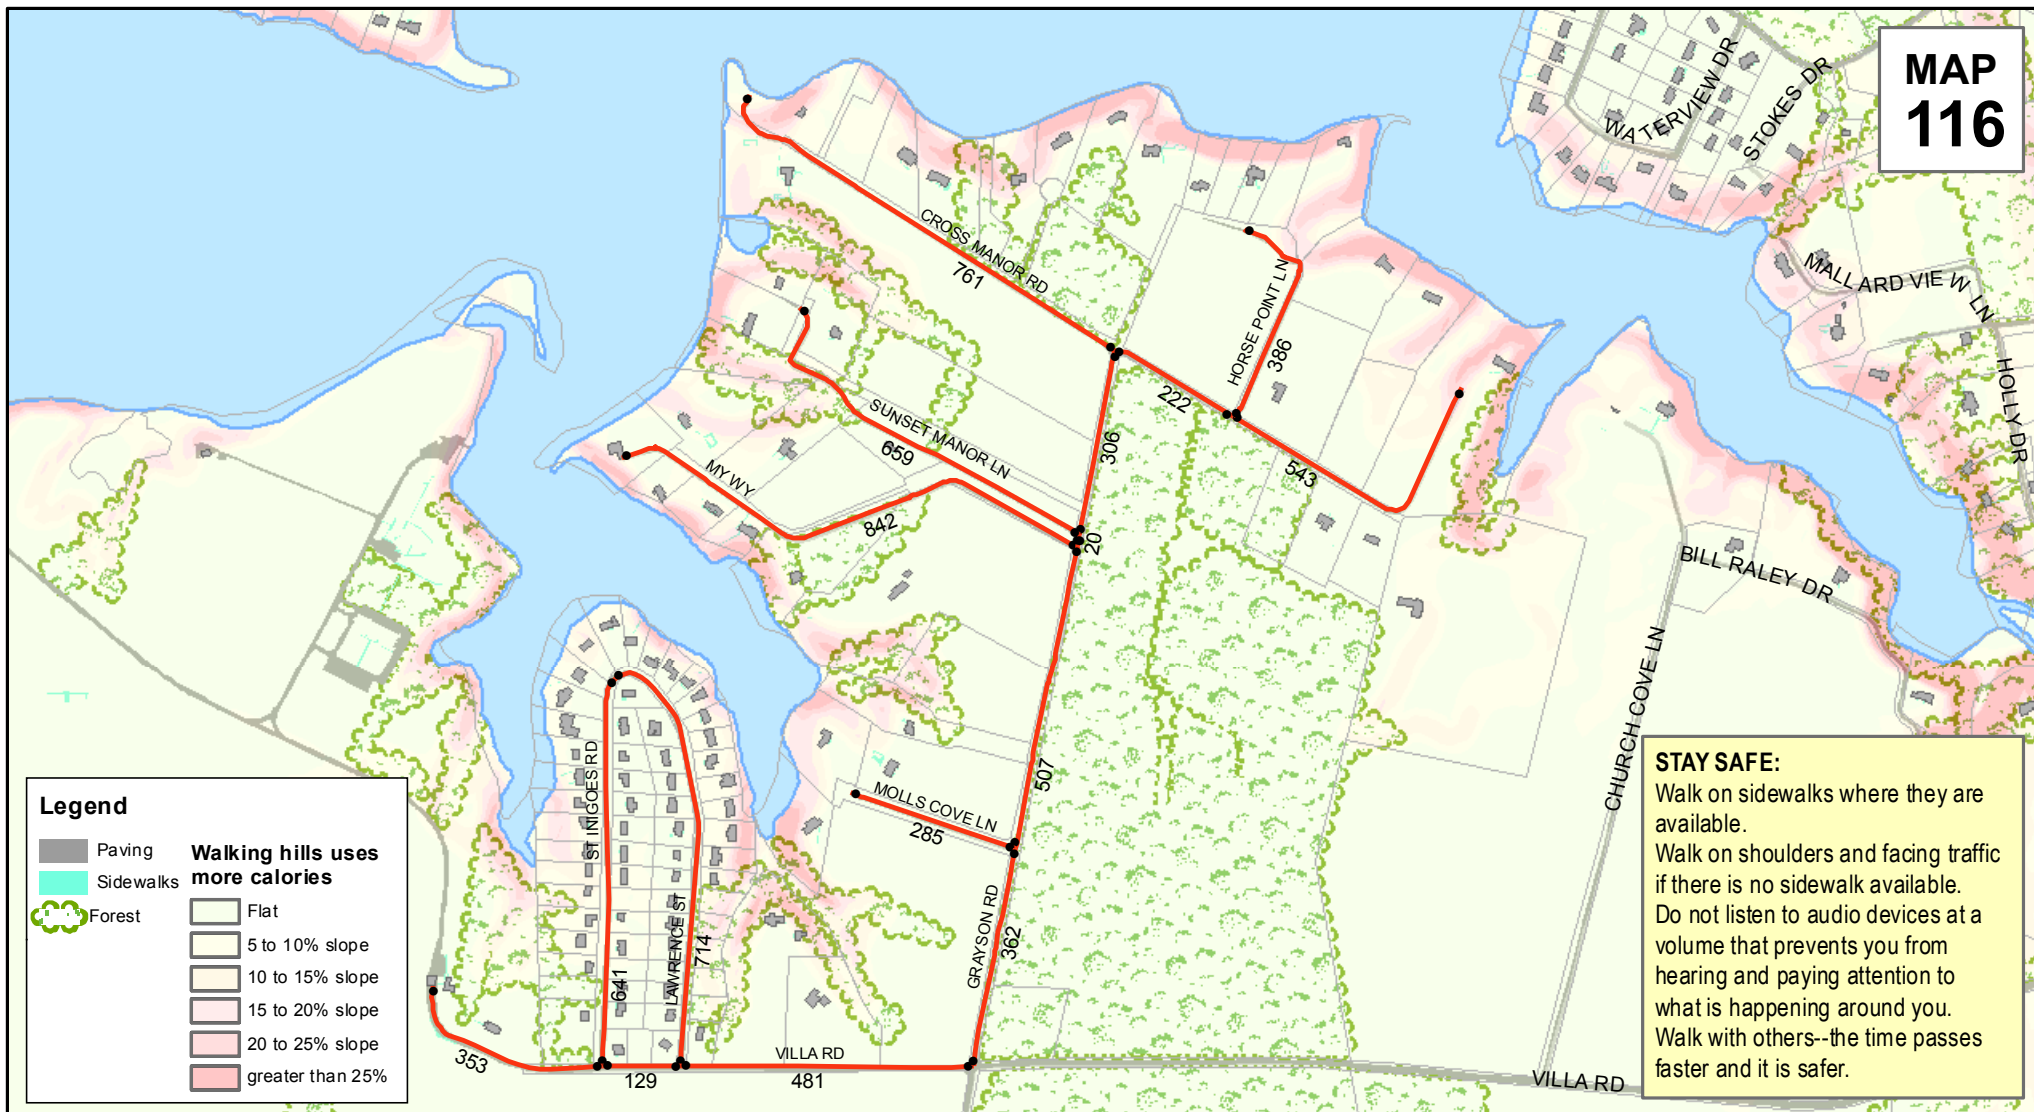 MAP
116
WATERVIEW DR
STOKES DR
MALLARD VIEW LN
HOLLY DR
CROSS MANOR RD
761
HORSE POINT LN
386
222
306
543
SUNSET MANOR LN
659
MY WY
842
20
BILL RALEY DR
CHURCH COVE LN
507
MOLLS COVE LN
285
ST INIGOES RD
641
LAWRENCE ST
714
GRAYSON RD
362
353
129
VILLA RD
481
VILLA RD
Legend
Paving
Sidewalks
Forest
Walking hills uses
more calories
Flat
5 to 10% slope
10 to 15% slope
15 to 20% slope
20 to 25% slope
greater than 25%
STAY SAFE:
Walk on sidewalks where they are
available.
Walk on shoulders and facing traffic
if there is no sidewalk available.
Do not listen to audio devices at a
volume that prevents you from
hearing and paying attention to
what is happening around you.
Walk with others--the time passes
faster and it is safer.